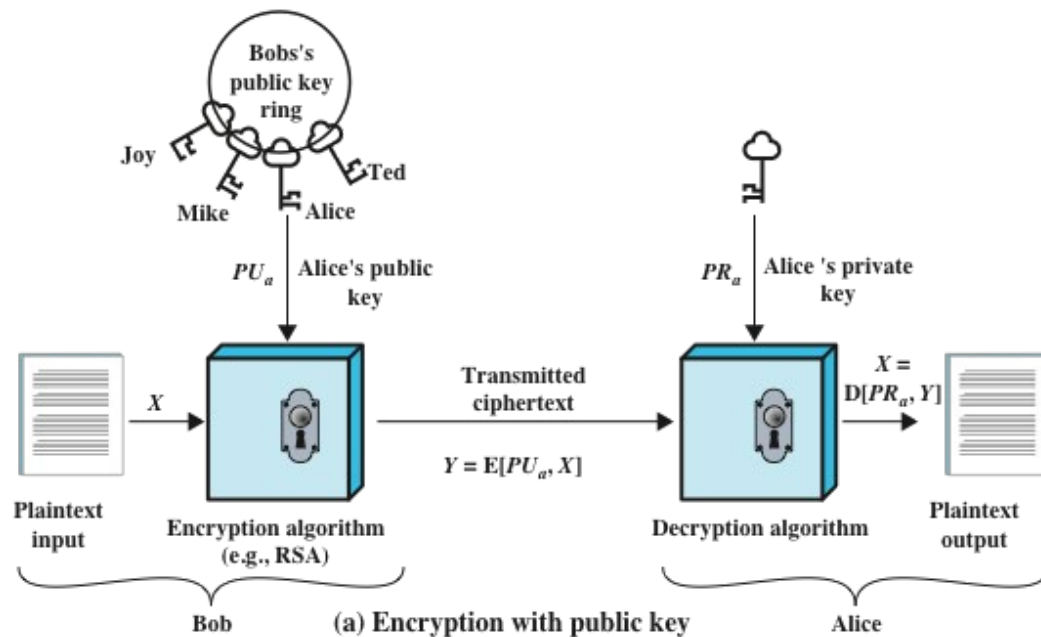 Bobs's
public key
ring
Joy
Ted
Mike
Alice
PUa
Alice's public
key
PRa
Alice 's private
key
X
Transmitted
ciphertext
X =
D[PRa, Y]
Y = E[PUa, X]
Plaintext
input
Encryption algorithm
(e.g., RSA)
Decryption algorithm
Plaintext
output
Bob
(a) Encryption with public key
Alice